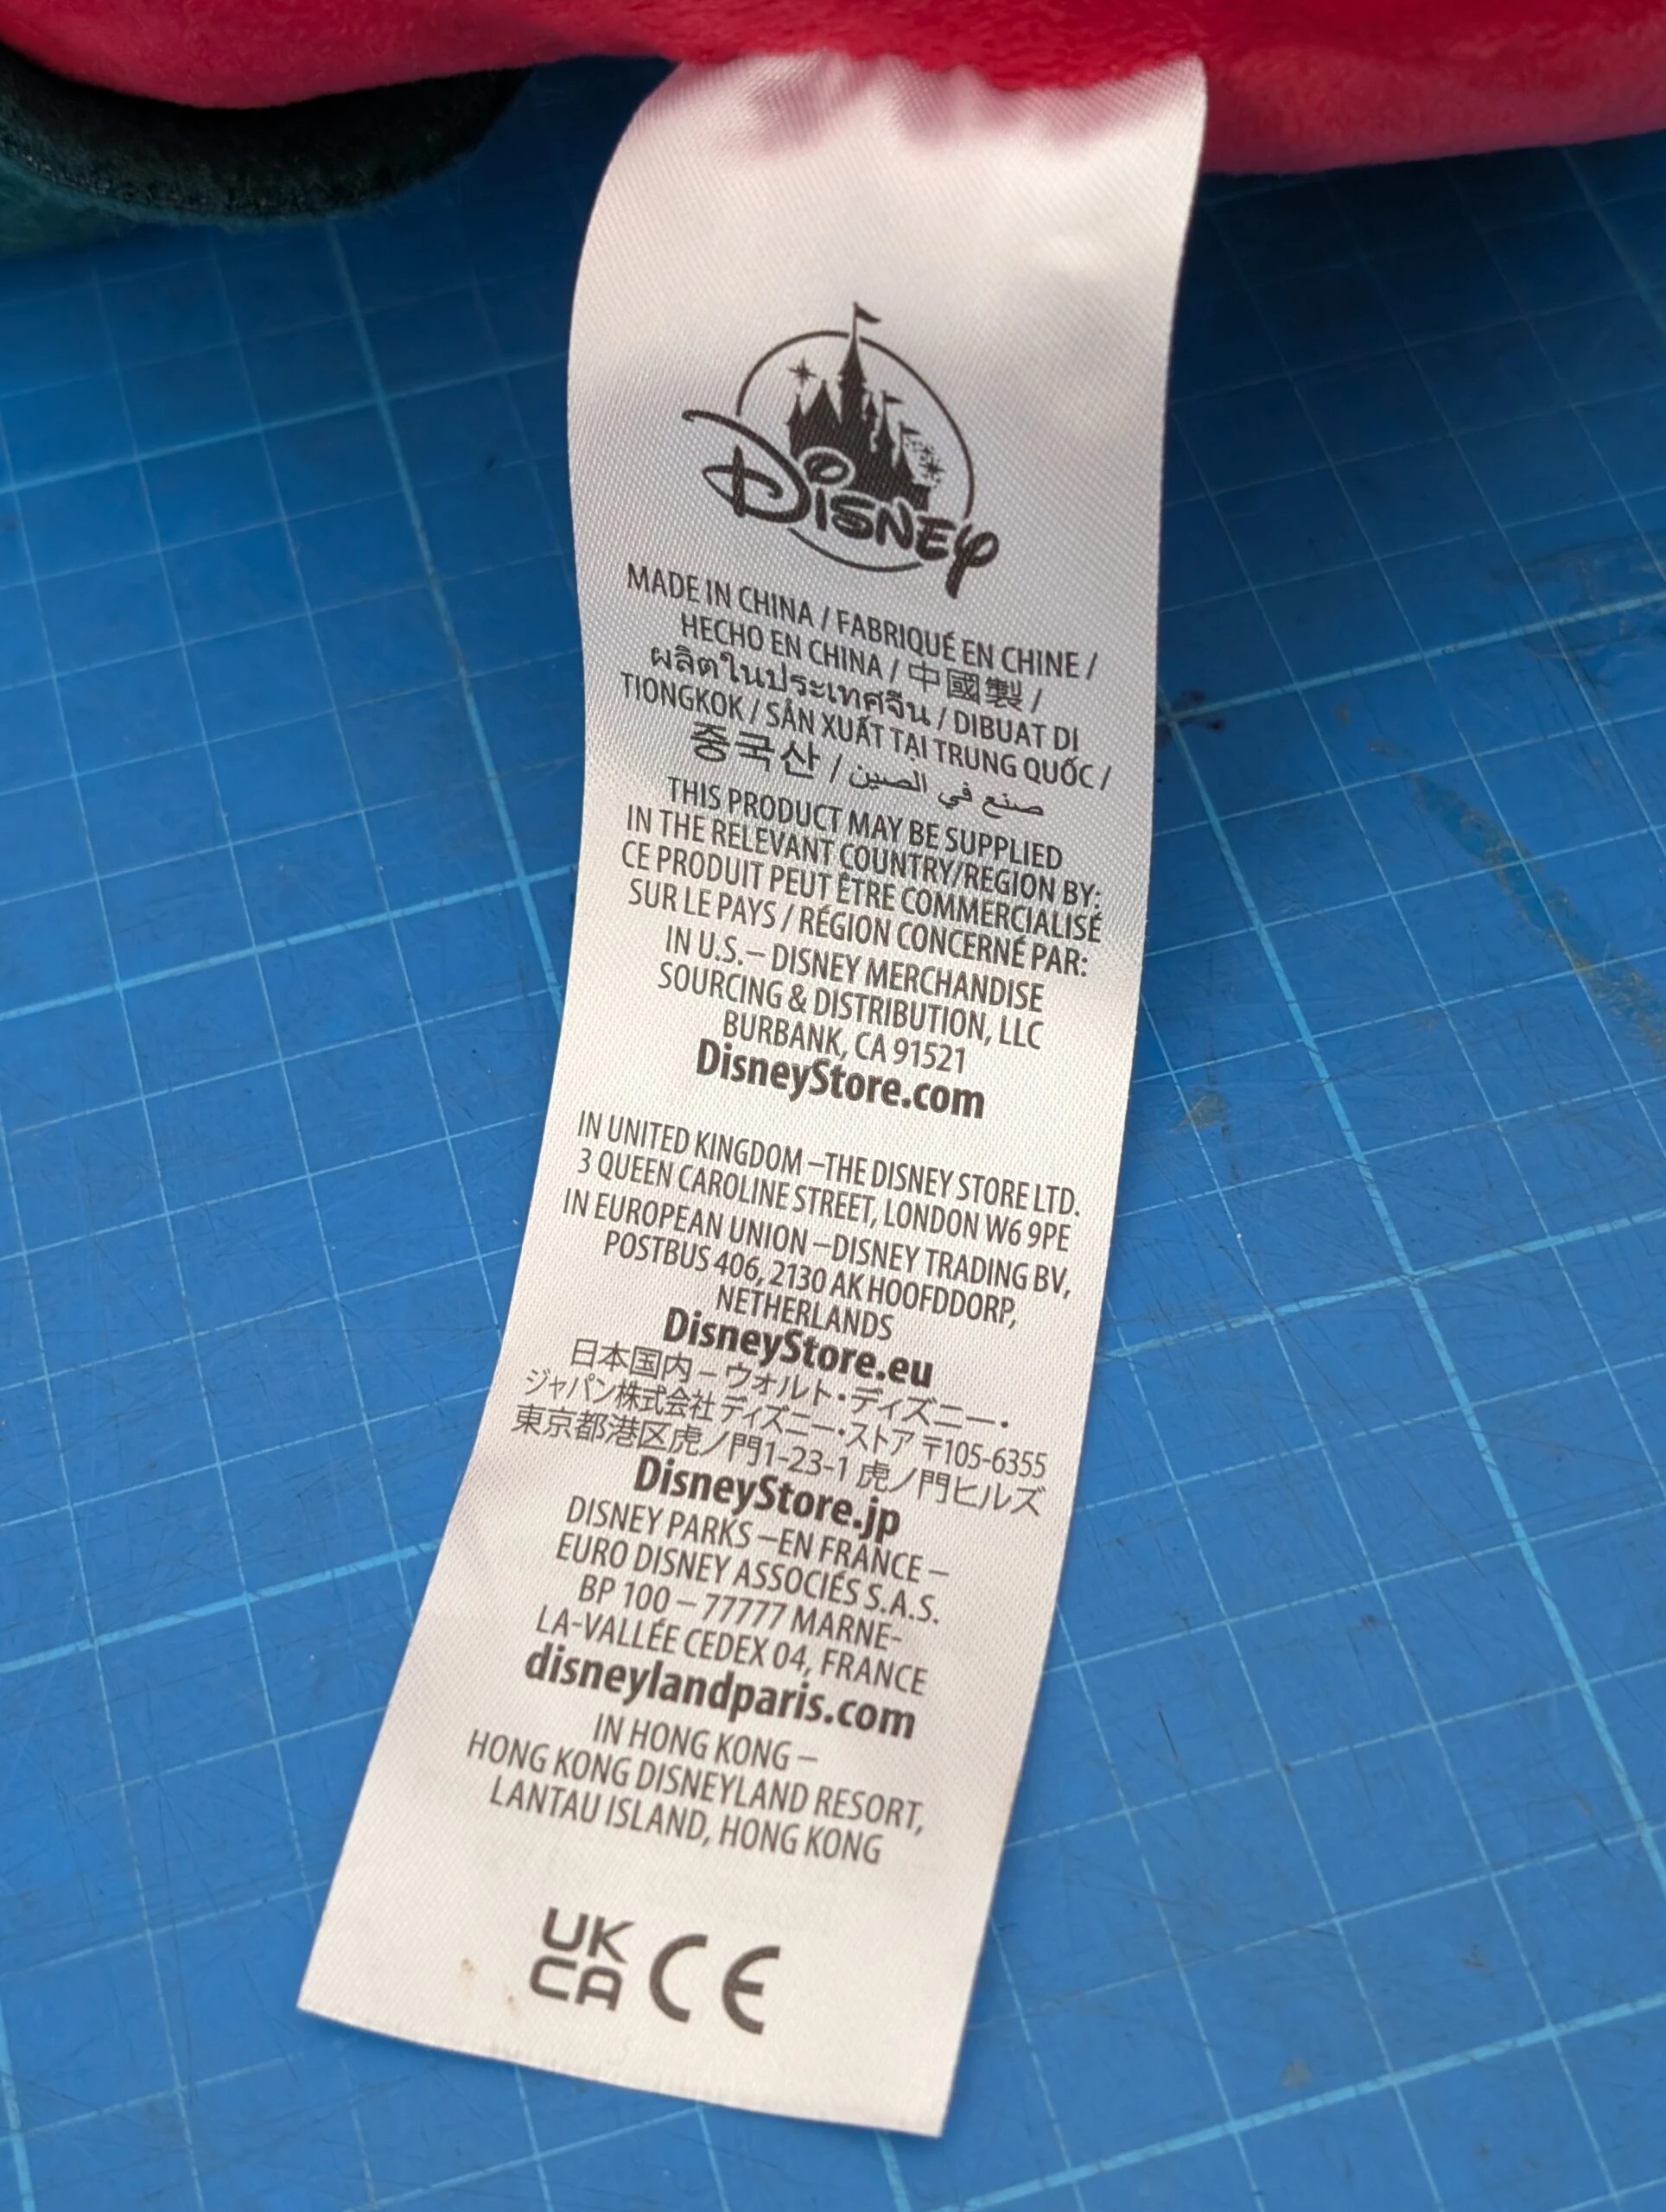 Disney
MADE IN CHINA / FABRIQUÉ EN CHINE /
HECHO EN CHINA / 中國製 /
ผลิตในประเทศจีน / DIBUAT DI
TIONGKOK / SẢN XUẤT TẠI TRUNG QUỐC /
중국산 / صنع في الصين
THIS PRODUCT MAY BE SUPPLIED
IN THE RELEVANT COUNTRY/REGION BY:
CE PRODUIT PEUT ÊTRE COMMERCIALISÉ
SUR LE PAYS / RÉGION CONCERNÉ PAR:
IN U.S.– DISNEY MERCHANDISE
SOURCING & DISTRIBUTION, LLC
BURBANK, CA 91521
DisneyStore.com
IN UNITED KINGDOM –THE DISNEY STORE LTD.
3 QUEEN CAROLINE STREET, LONDON W6 9PE
IN EUROPEAN UNION –DISNEY TRADING BV,
POSTBUS 406, 2130 AK HOOFDDORP,
NETHERLANDS
DisneyStore.eu
日本国内 – ウォルト・ディズニー・
ジャパン株式会社 ディズニー・ストア 〒105-6355
東京都港区虎ノ門1-23-1 虎ノ門ヒルズ
DisneyStore.jp
DISNEY PARKS –EN FRANCE –
EURO DISNEY ASSOCIÉS S.A.S.
BP 100 – 77777 MARNE-
LA-VALLÉE CEDEX 04, FRANCE
disneylandparis.com
IN HONG KONG –
HONG KONG DISNEYLAND RESORT,
LANTAU ISLAND, HONG KONG
UK
CA CE